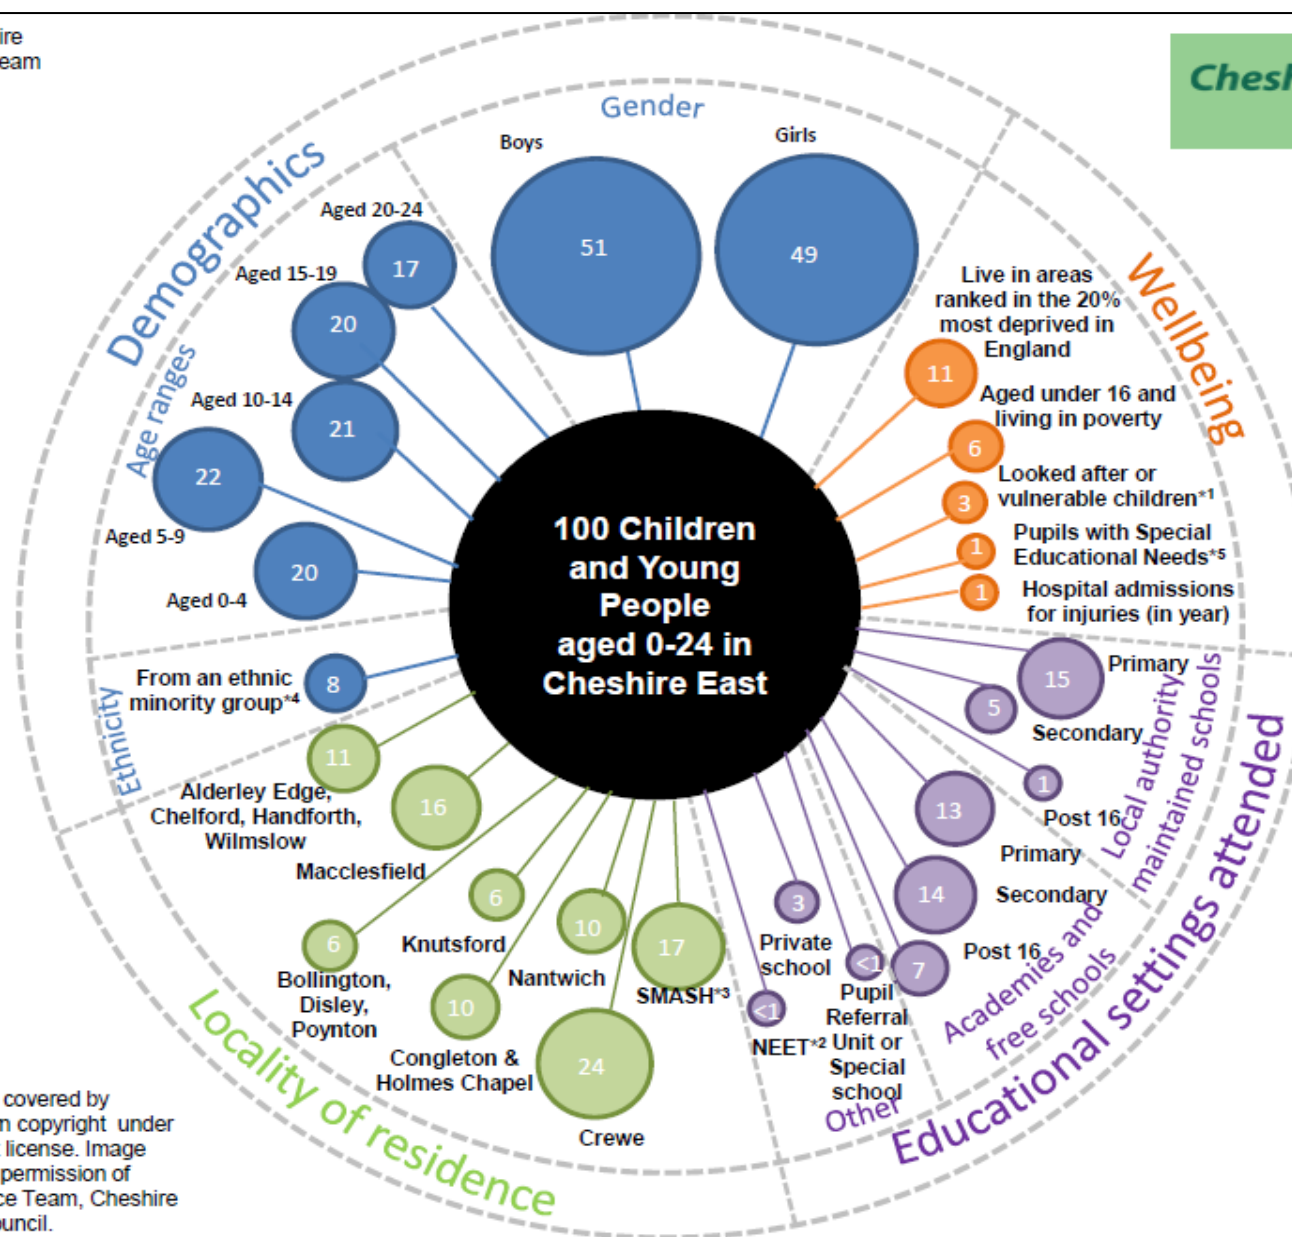 ire
eam
Chesh
Demographics
Gender
Boys
51
Girls
49
Age ranges
Aged 20-24
17
Aged 15-19
20
Aged 10-14
21
22
Aged 5-9
20
Aged 0-4
Ethnicity
From an ethnic
minority group*4
8
100 Children
and Young
People
aged 0-24 in
Cheshire East
Wellbeing
Live in areas
ranked in the 20%
most deprived in
England
11
Aged under 16 and
living in poverty
6
Looked after or
vulnerable children*1
3
Pupils with Special
Educational Needs*5
1
Hospital admissions
for injuries (in year)
1
Educational settings attended
Local authority
maintained schools
15
Primary
5
Secondary
1
Post 16
Academies and
free schools
13
Primary
14
Secondary
7
Post 16
Other
<1
Pupil
Referral
Unit or
Special
school
3
Private
school
<1
NEET*2
Locality of residence
11
Alderley Edge,
Chelford, Handforth,
Wilmslow
16
Macclesfield
6
Bollington,
Disley,
Poynton
6
Knutsford
10
Congleton &
Holmes Chapel
10
Nantwich
24
Crewe
17
SMASH*3
covered by
n copyright under
license. Image
permission of
ce Team, Cheshire
ouncil.